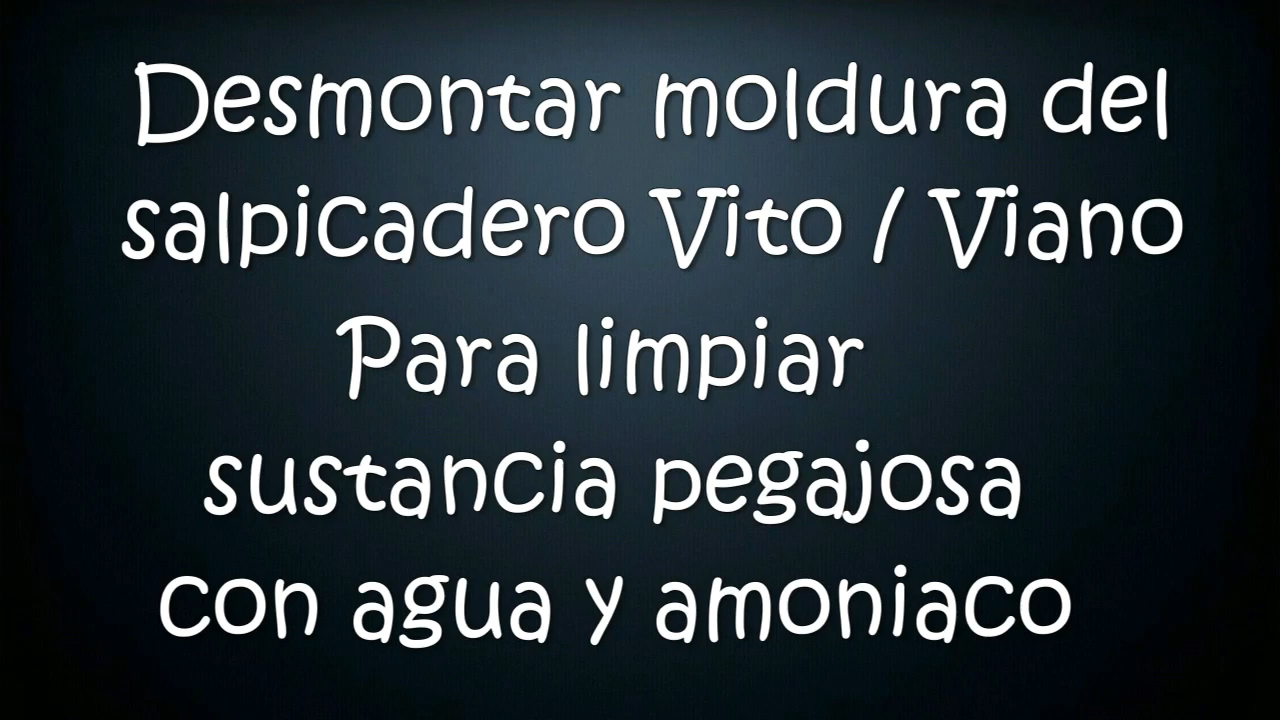 Desmontar moldura del
salpicadero Vito / Viano
Para limpiar
sustancia pegajosa
con agua y amoniaco